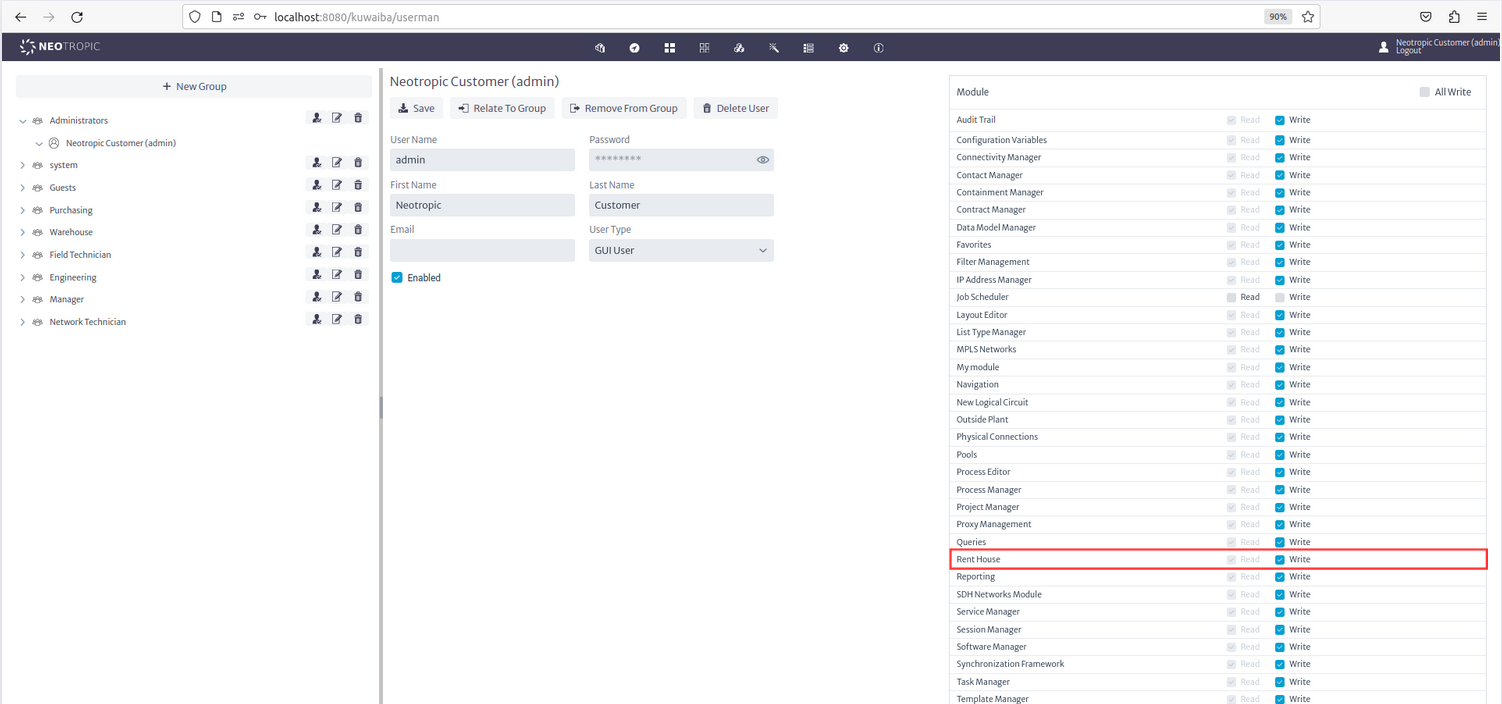 localhost:8080/kuwaiba/userman
90%
NEOTROPIC
Neotropic Customer (admin)
Logout
+ New Group
Administrators
Neotropic Customer (admin)
system
Guests
Purchasing
Warehouse
Field Technician
Engineering
Manager
Network Technician
Neotropic Customer (admin)
Save
Relate To Group
Remove From Group
Delete User
User Name
Password
admin
********
First Name
Last Name
Neotropic
Customer
Email
User Type
GUI User
Enabled
Module
All Write
Audit Trail Read Write
Configuration Variables Read Write
Connectivity Manager Read Write
Contact Manager Read Write
Containment Manager Read Write
Contract Manager Read Write
Data Model Manager Read Write
Favorites Read Write
Filter Management Read Write
IP Address Manager Read Write
Job Scheduler Read Write
Layout Editor Read Write
List Type Manager Read Write
MPLS Networks Read Write
My module Read Write
Navigation Read Write
New Logical Circuit Read Write
Outside Plant Read Write
Physical Connections Read Write
Pools Read Write
Process Editor Read Write
Process Manager Read Write
Project Manager Read Write
Proxy Management Read Write
Queries Read Write
Rent House Read Write
Reporting Read Write
SDH Networks Module Read Write
Service Manager Read Write
Session Manager Read Write
Software Manager Read Write
Synchronization Framework Read Write
Task Manager Read Write
Template Manager Read Write